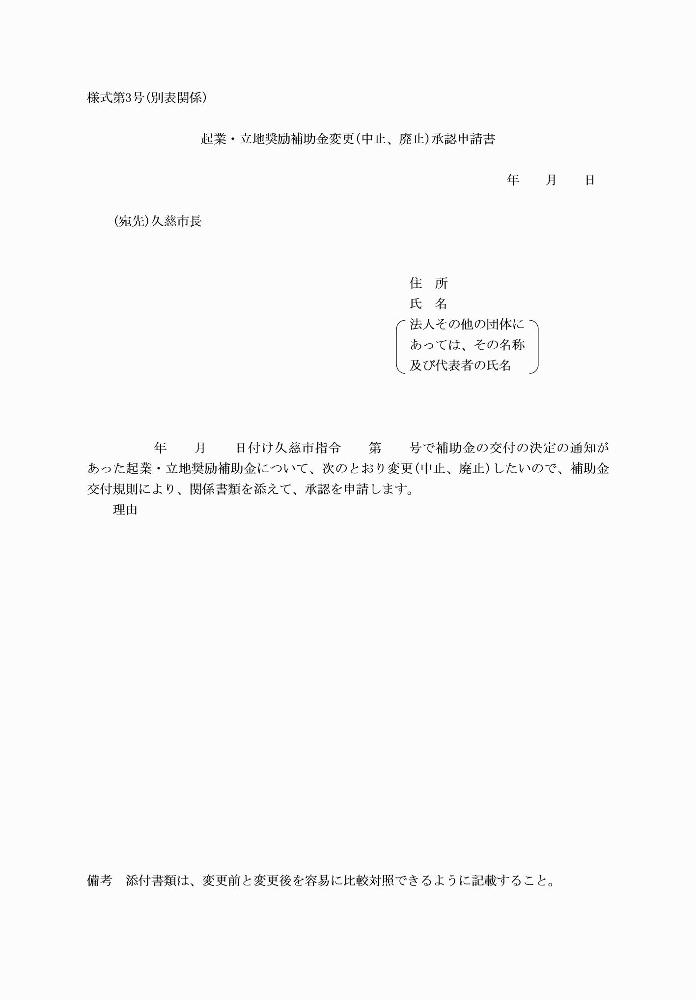 様式第3号(別表関係)
起業・立地奨励補助金変更(中止、廃止)承認申請書
年　　月　　日
(宛先)久慈市長
住　所
氏　名
法人その他の団体に
あっては、その名称
及び代表者の氏名
年　　月　　日付け久慈市指令　　第　　号で補助金の交付の決定の通知が
あった起業・立地奨励補助金について、次のとおり変更(中止、廃止)したいので、補助金
交付規則により、関係書類を添えて、承認を申請します。
理由
備考　添付書類は、変更前と変更後を容易に比較対照できるように記載すること。